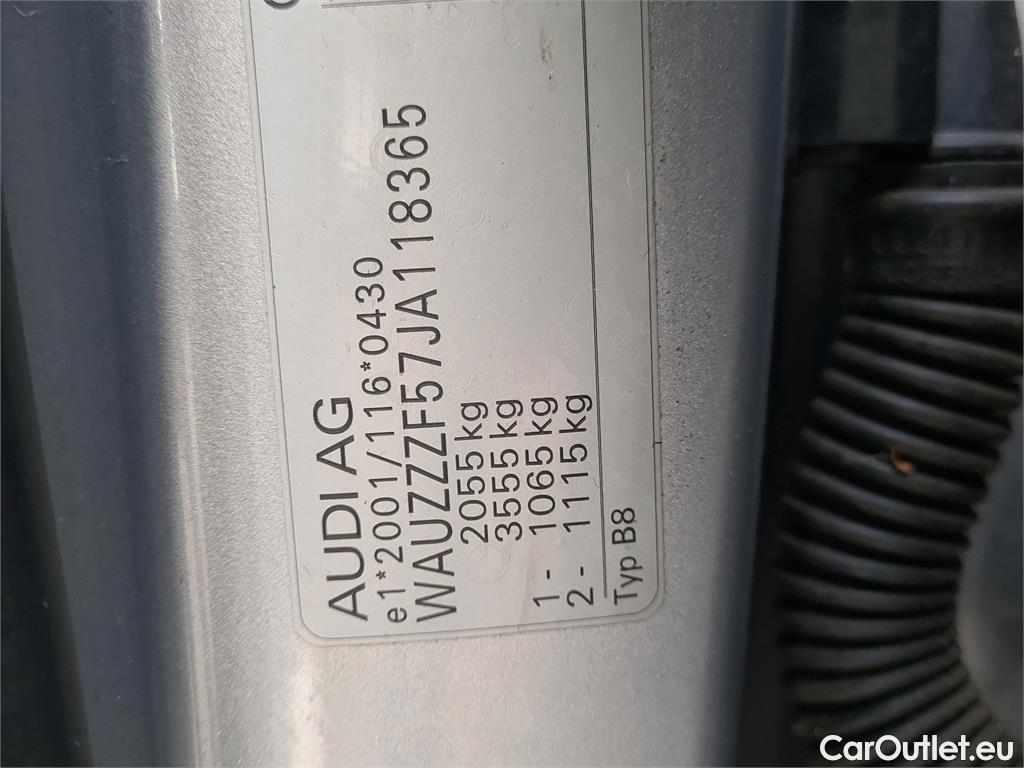 AUDI AG
e1*2001/116*0430
WAUZZZF57JA118365
2055 kg
3555 kg
1 - 1065 kg
2 - 1115 kg
Typ B8
CarOutlet.eu